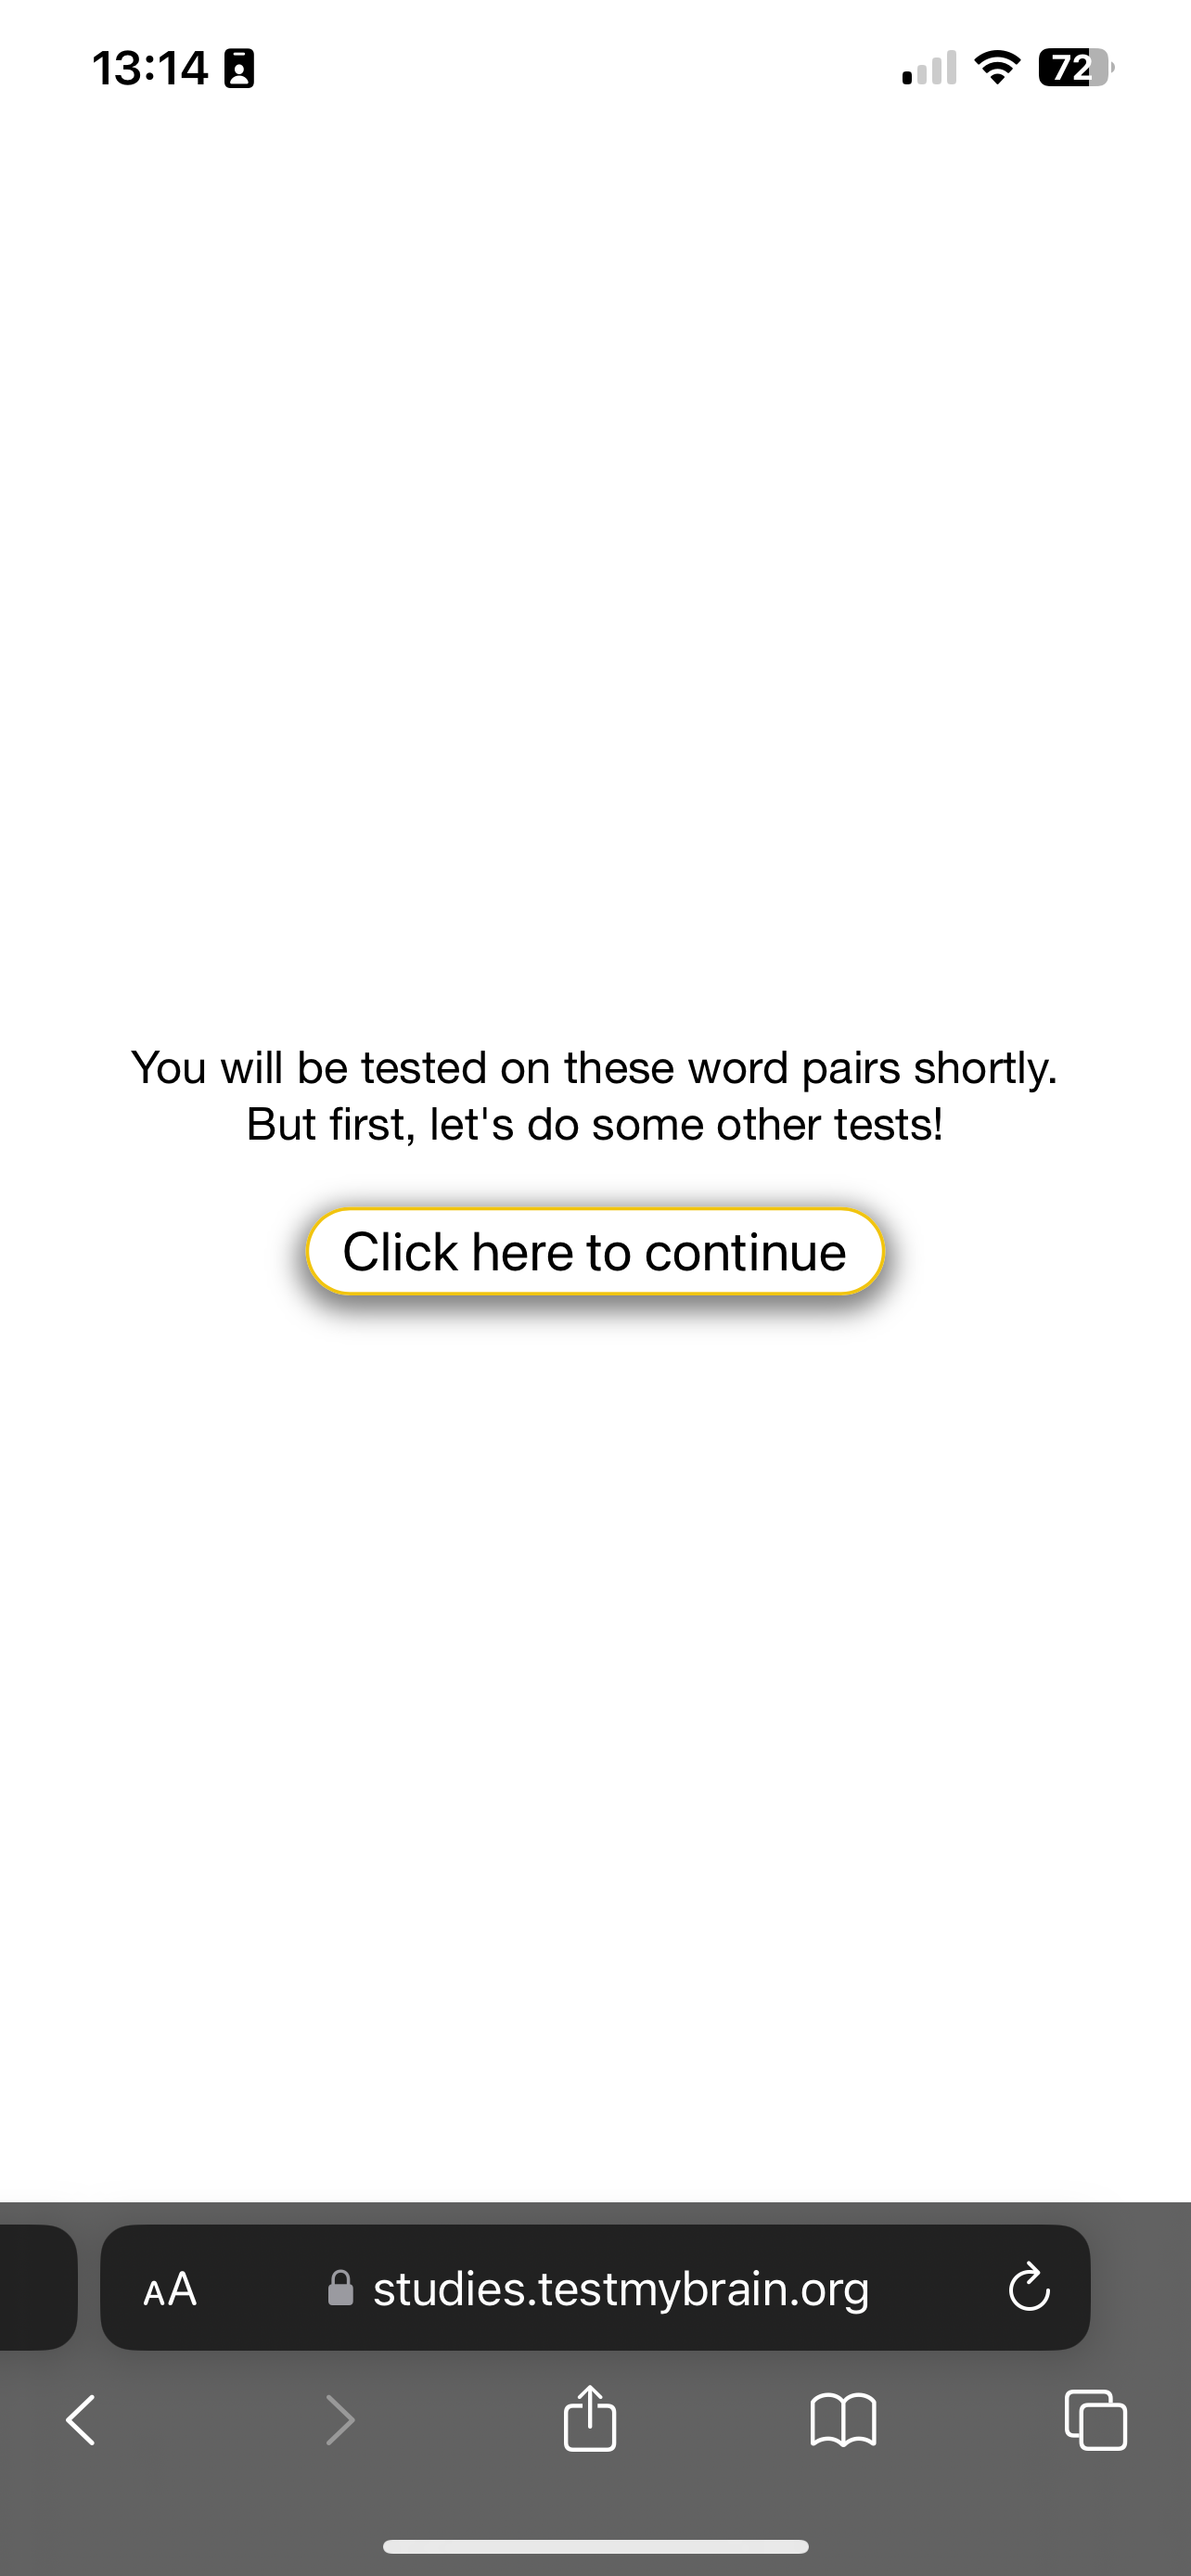 13:14
72
You will be tested on these word pairs shortly.
But first, let's do some other tests!
Click here to continue
AA studies.testmybrain.org